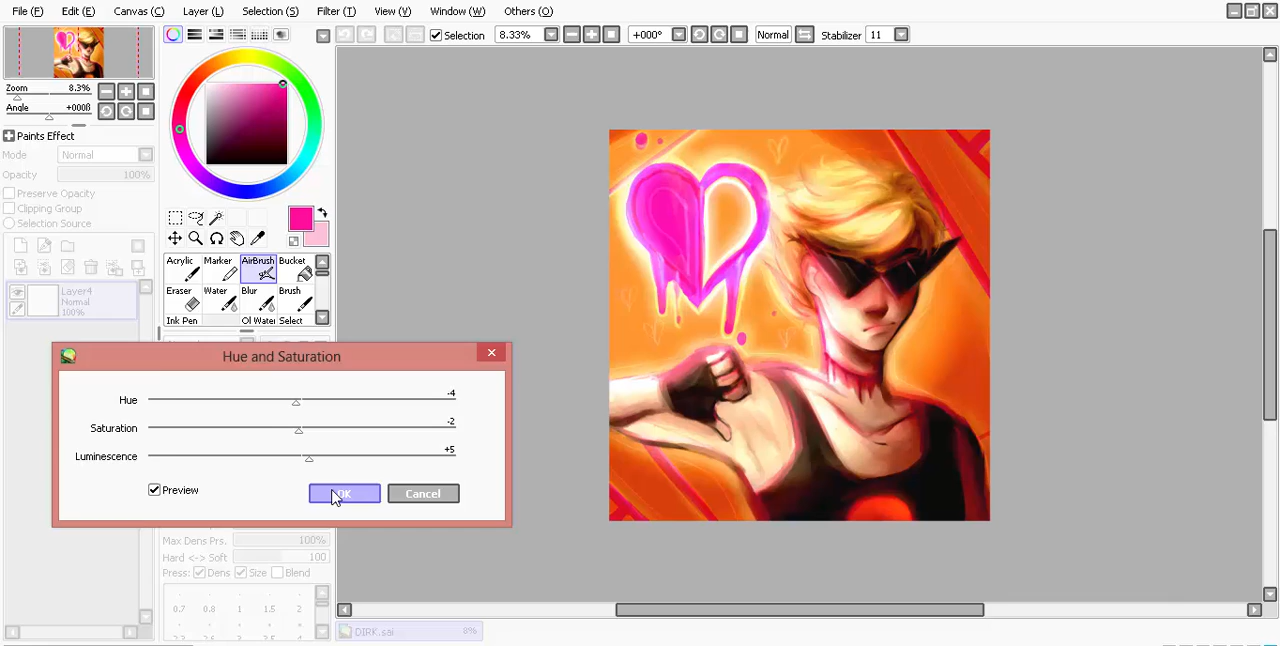 File (F) Edit (E) Canvas (C) Layer (L) Selection (S) Filter (T) View (V) Window (W) Others (O)
Selection 8.33% +000° Normal Stabilizer 11
Zoom 8.3%
Angle +000ß
Paints Effect
Mode Normal
Opacity 100%
Preserve Opacity
Clipping Group
Selection Source
Layer4
Normal
100%
Acrylic Marker AirBrush Bucket
Eraser Water Blur Brush
Ink Pen Oil Water Select
Hue and Saturation
Hue -4
Saturation -2
Luminescence +5
Preview OK Cancel
Max Dens Prs. 100%
Hard <-> Soft 100
Press: Dens Size Blend
0.7 0.8 1 1.5 2
DIRK.sai 8%